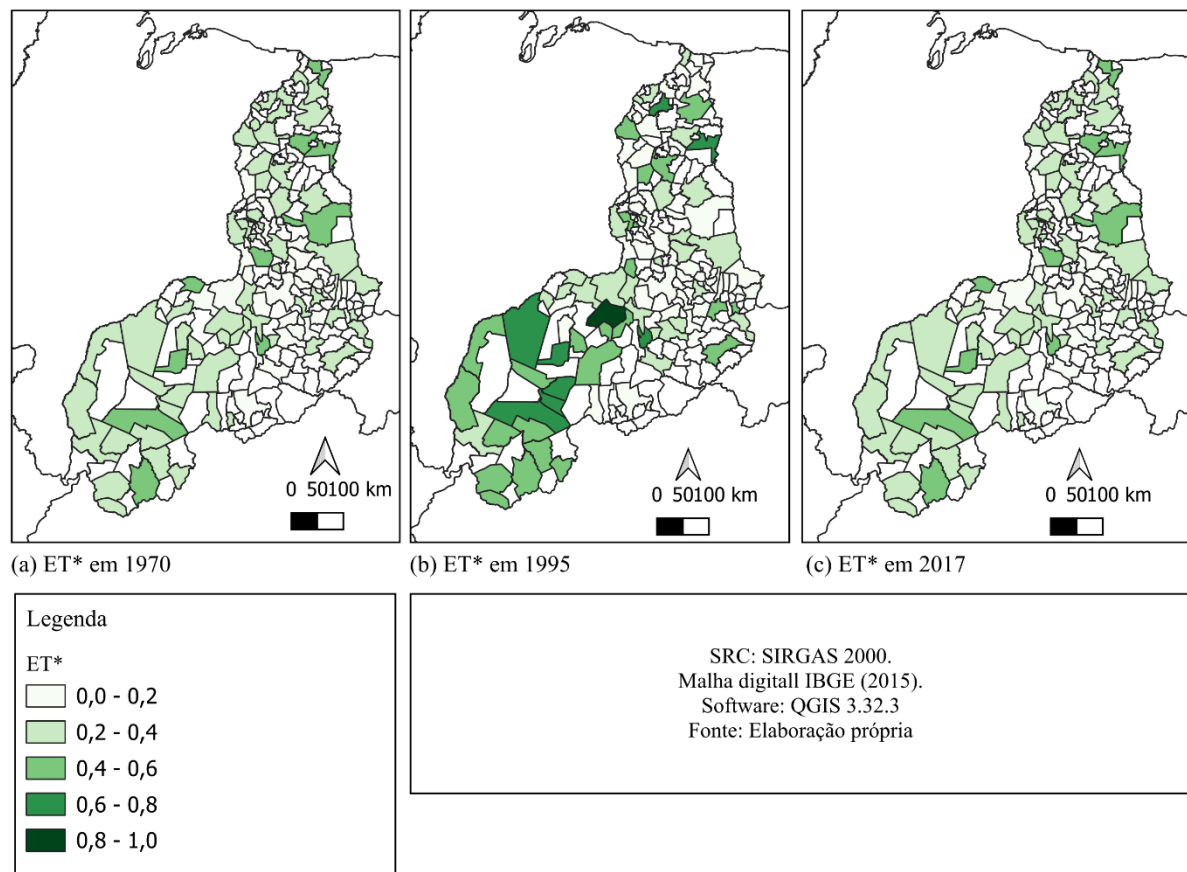 0 50100 km
0 50100 km
0 50100 km
(a) ET* em 1970
(b) ET* em 1995
(c) ET* em 2017
Legenda
ET*
0,0 - 0,2
0,2 - 0,4
0,4 - 0,6
0,6 - 0,8
0,8 - 1,0
SRC: SIRGAS 2000.
Malha digitall IBGE (2015).
Software: QGIS 3.32.3
Fonte: Elaboração própria